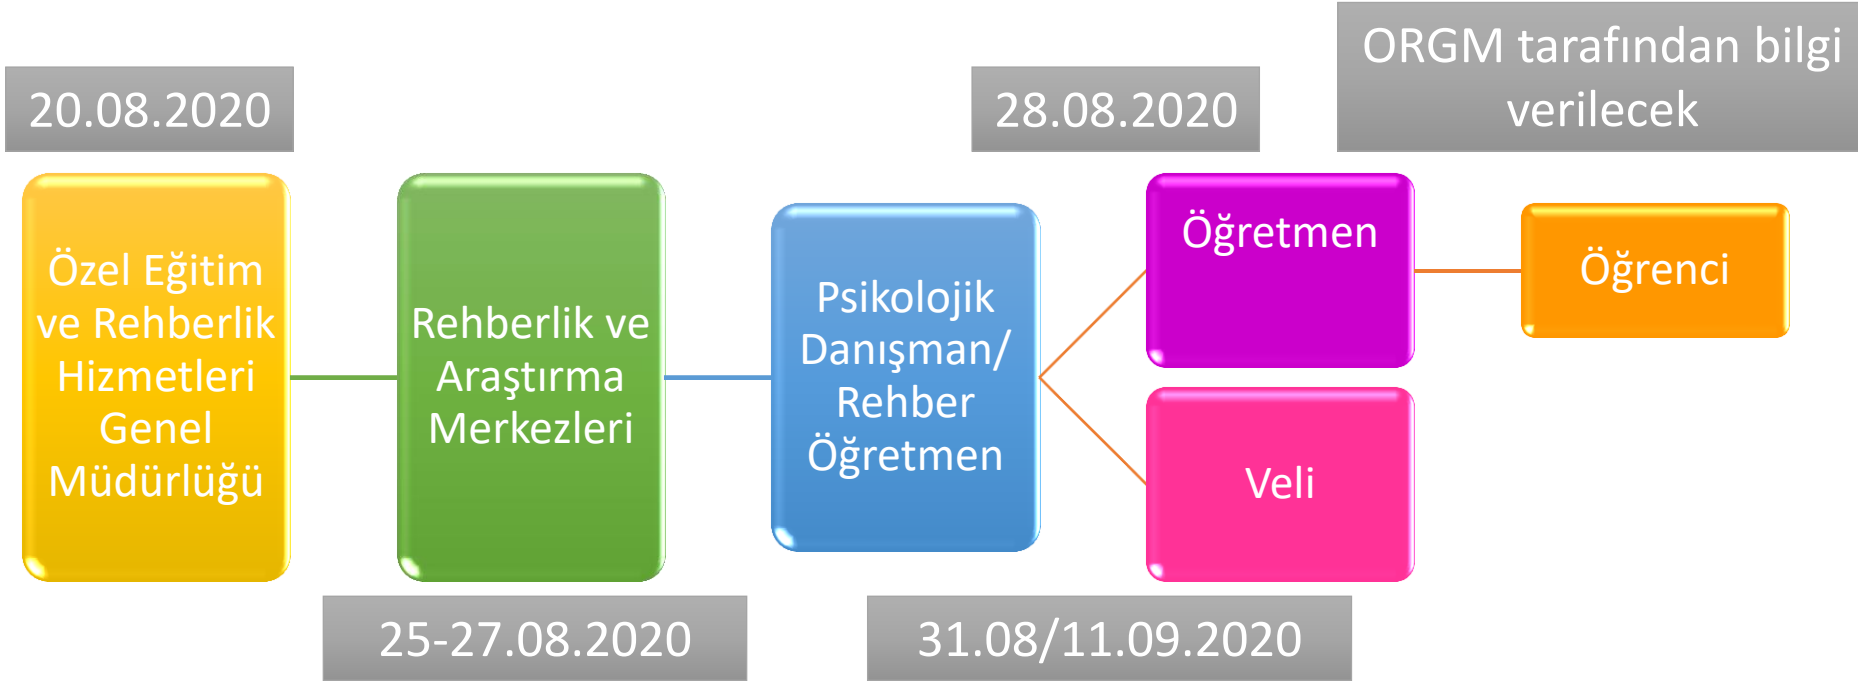 ORGM tarafından bilgi
verilecek
20.08.2020
28.08.2020
Özel Eğitim
ve Rehberlik
Hizmetleri
Genel
Müdürlüğü
Rehberlik ve
Araştırma
Merkezleri
Psikolojik
Danışman/
Rehber
Öğretmen
Öğretmen
Öğrenci
Veli
25-27.08.2020
31.08/11.09.2020